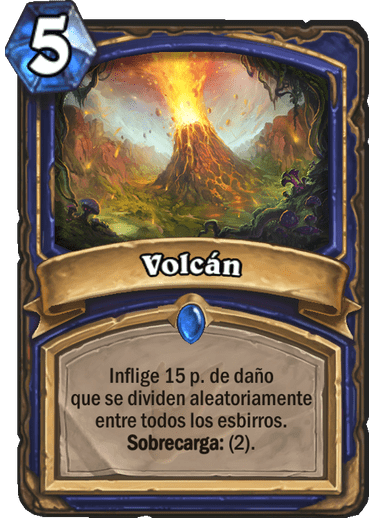 5
Volcán
Inflige 15 p. de daño
que se dividen aleatoriamente
entre todos los esbirros.
Sobrecarga: (2).